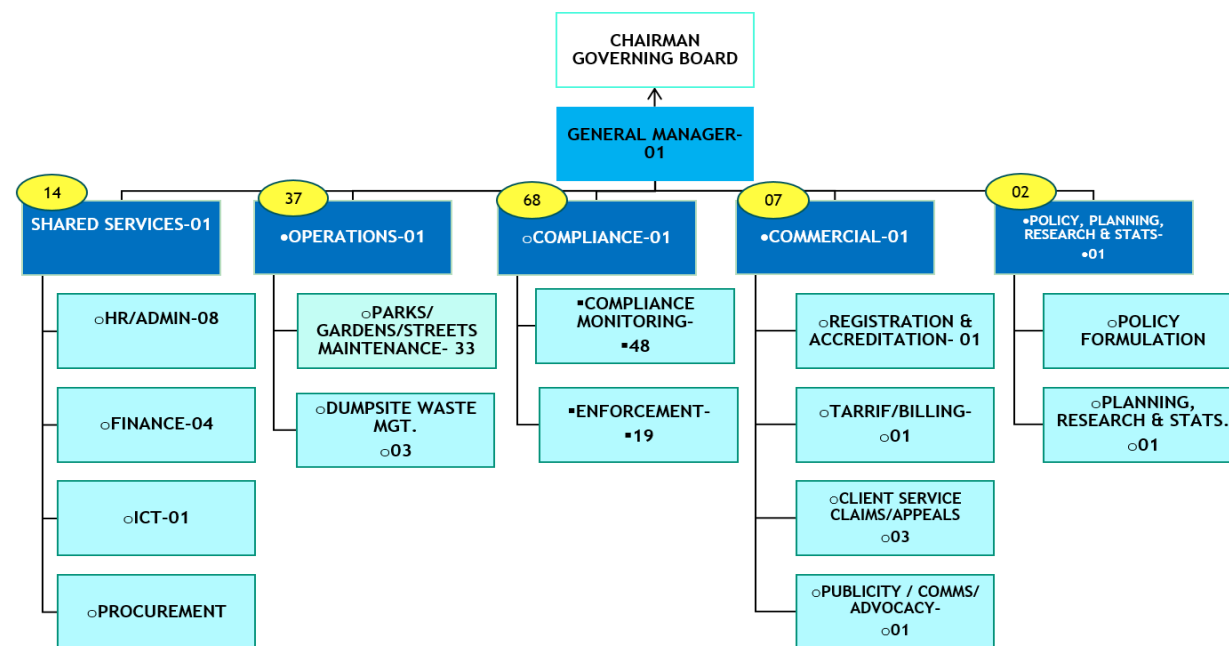 CHAIRMAN
GOVERNING BOARD
GENERAL MANAGER-
01
14
SHARED SERVICES-01
37
•OPERATIONS-01
68
○COMPLIANCE-01
07
•COMMERCIAL-01
02
•POLICY, PLANNING,
RESEARCH & STATS-
•01
○HR/ADMIN-08
○FINANCE-04
○ICT-01
○PROCUREMENT
○PARKS/
GARDENS/STREETS
MAINTENANCE- 33
○DUMPSITE WASTE
MGT.
○03
▪COMPLIANCE
MONITORING-
▪48
▪ENFORCEMENT-
▪19
○REGISTRATION &
ACCREDITATION- 01
○TARRIF/BILLING-
○01
○CLIENT SERVICE
CLAIMS/APPEALS
○03
○PUBLICITY / COMMS/
ADVOCACY-
○01
○POLICY
FORMULATION
○PLANNING,
RESEARCH & STATS.
○01